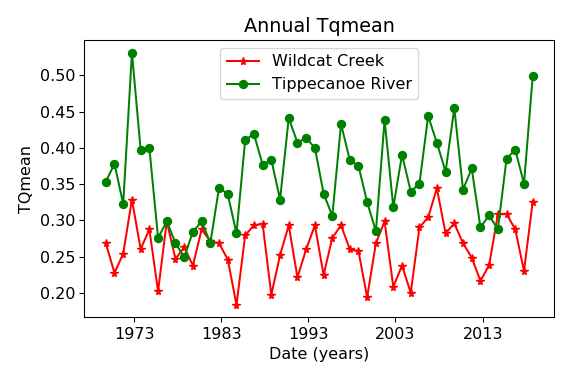 Annual Tqmean
Wildcat Creek
Tippecanoe River
TQmean
0.50
0.45
0.40
0.35
0.30
0.25
0.20
1973 1983 1993 2003 2013
Date (years)